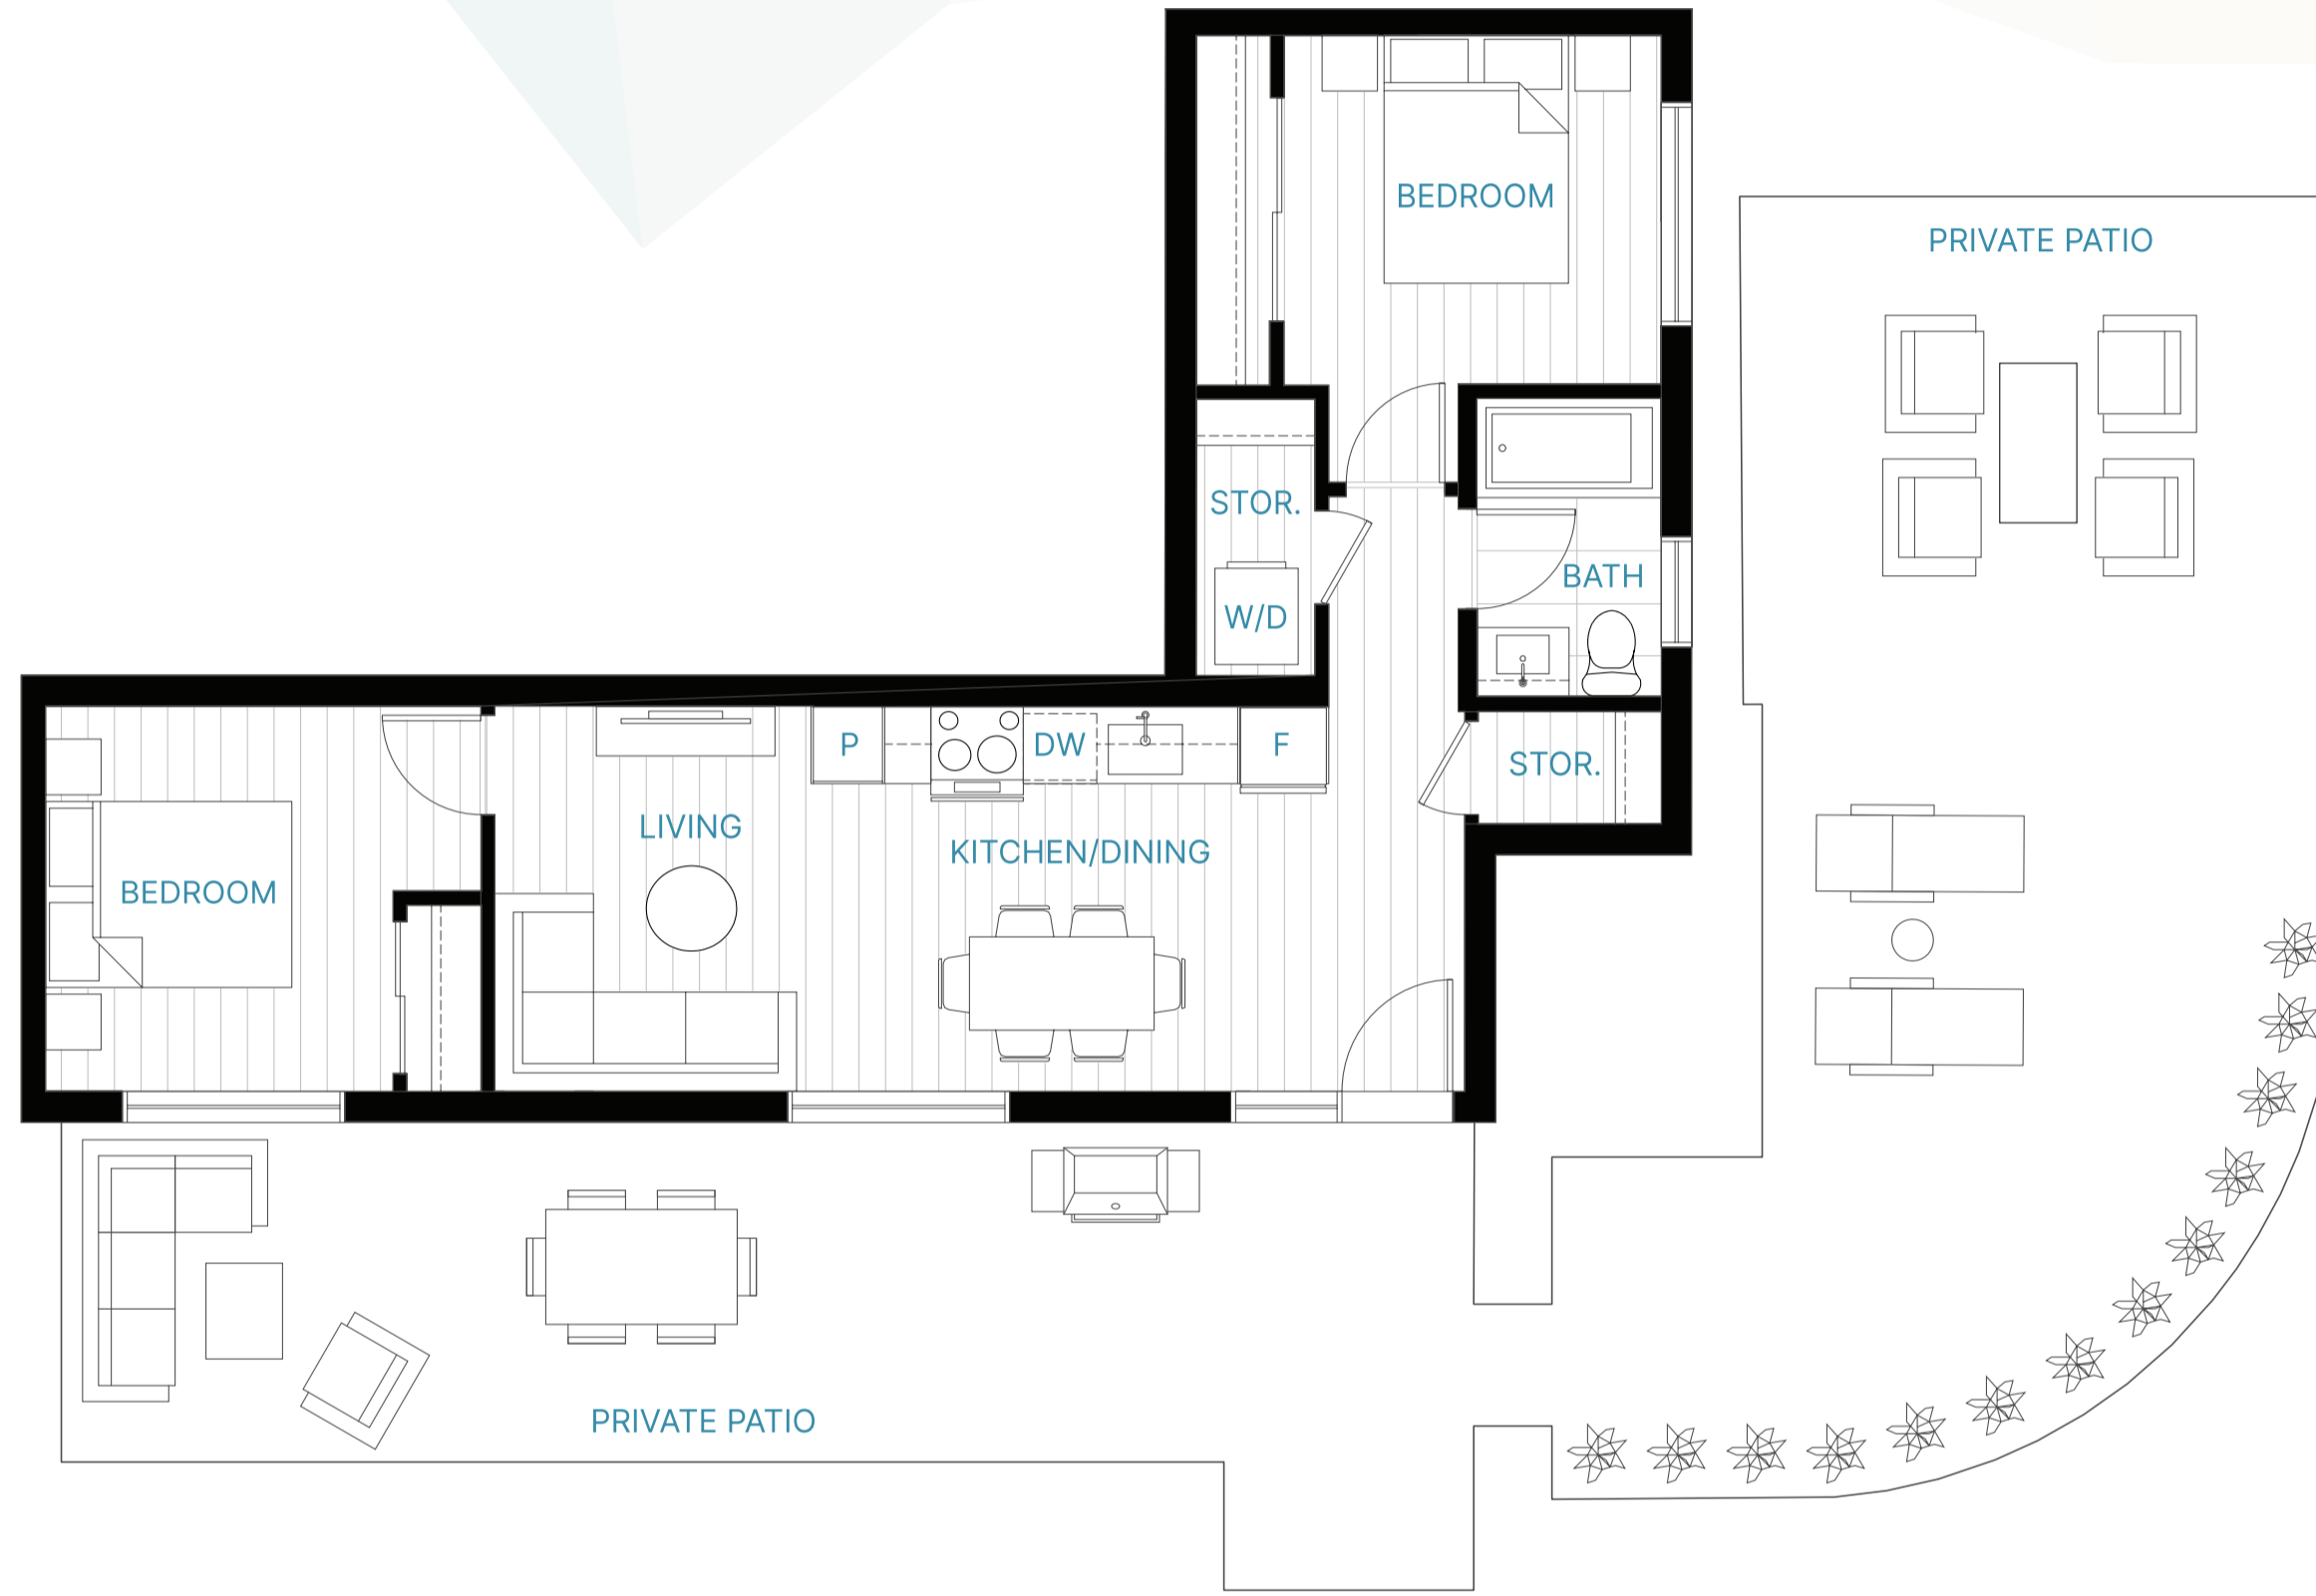 BEDROOM
PRIVATE PATIO
STOR.
BATH
W/D
P
DW
F
STOR.
LIVING
KITCHEN/DINING
BEDROOM
PRIVATE PATIO